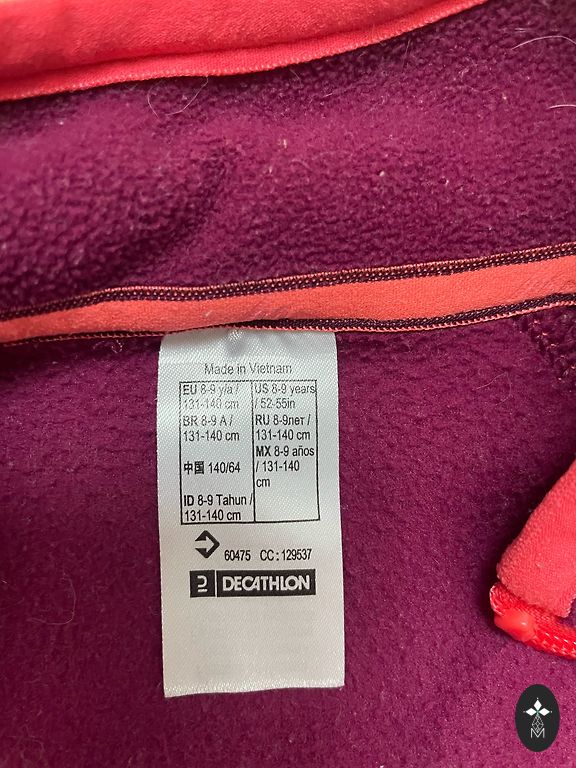 Made in Vietnam
EU 8-9 y/a /
131-140 cm
BR 8-9 A /
131-140 cm
中国 140/64
ID 8-9 Tahun /
131-140 cm
US 8-9 years
/ 52-55in
RU 8-9лет /
131-140 cm
MX 8-9 años
/ 131-140
cm
60475 CC : 129537
DECATHLON
M